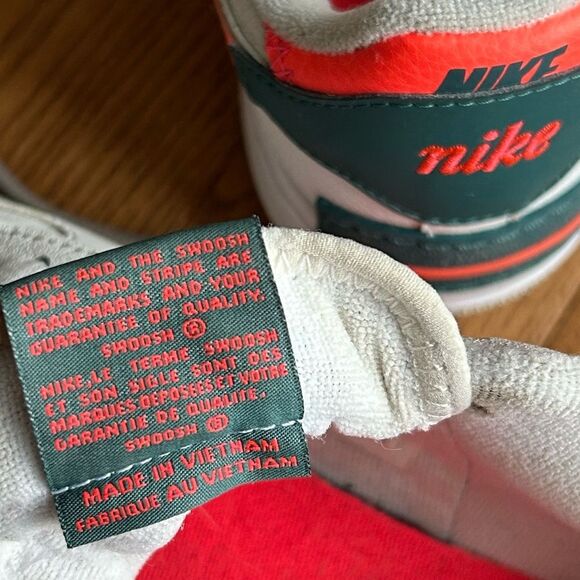 NIKE
nike
NIKE AND THE SWOOSH
NAME AND STRIPE ARE
TRADEMARKS AND YOUR
GUARANTEE OF QUALITY.
SWOOSH ®
NIKE, LE TERME SWOOSH
ET SON SIGLE SONT DES
MARQUES DEPOSEES ET VOTRE
GARANTIE DE QUALITE.
SWOOSH ®
MADE IN VIETNAM
FABRIQUE AU VIETNAM